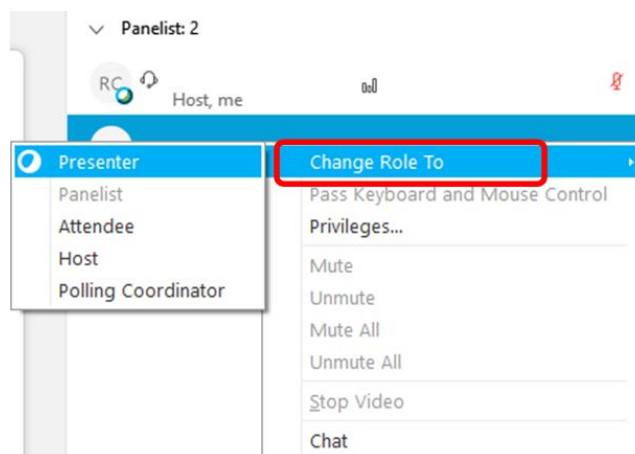 Panelist: 2
RC
Host, me
Presenter
Panelist
Attendee
Host
Polling Coordinator
Change Role To
Pass Keyboard and Mouse Control
Privileges...
Mute
Unmute
Mute All
Unmute All
Stop Video
Chat